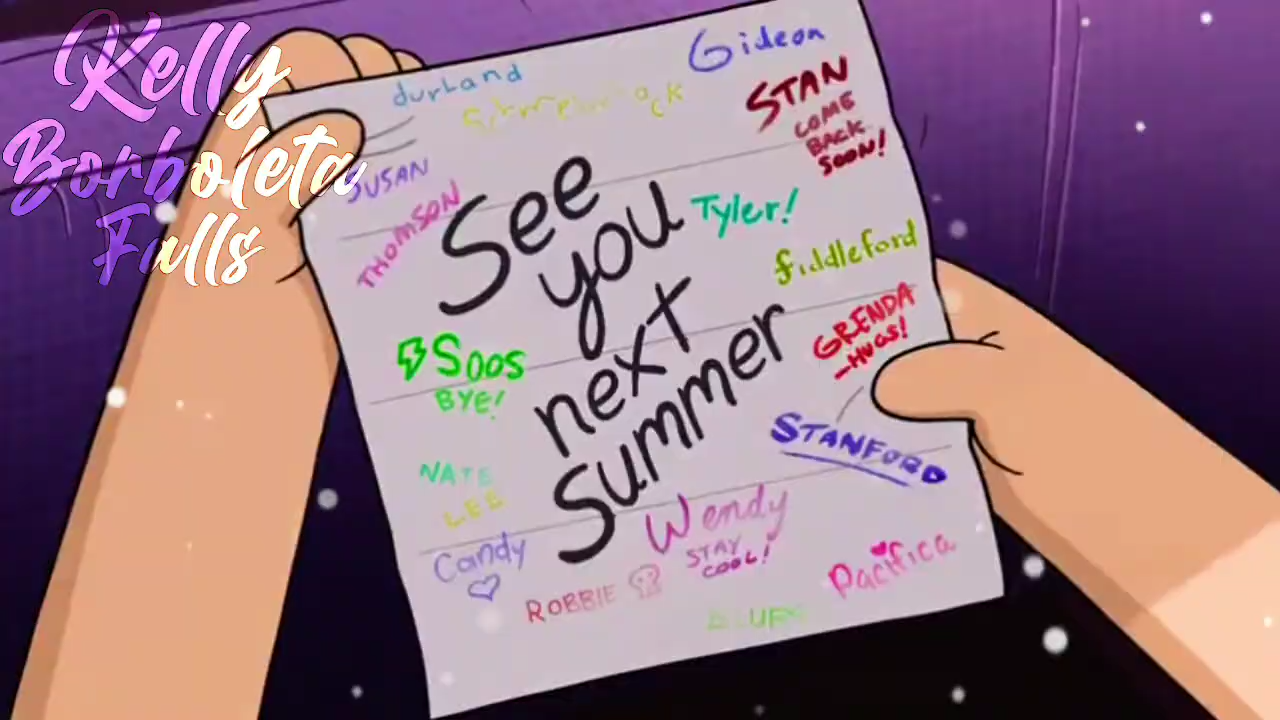 Kelly
Borboleta
Falls
durland
Gideon
STAN
COME
BACK
SOON!
SUSAN
THOMSON
See
you
next
summer
Tyler!
fiddleford
GRENDA
-HUGS!
SOOS
BYE!
STANFORD
NATE
LEE
Candy
Wendy
STAY
COOL!
ROBBIE
Pacifica